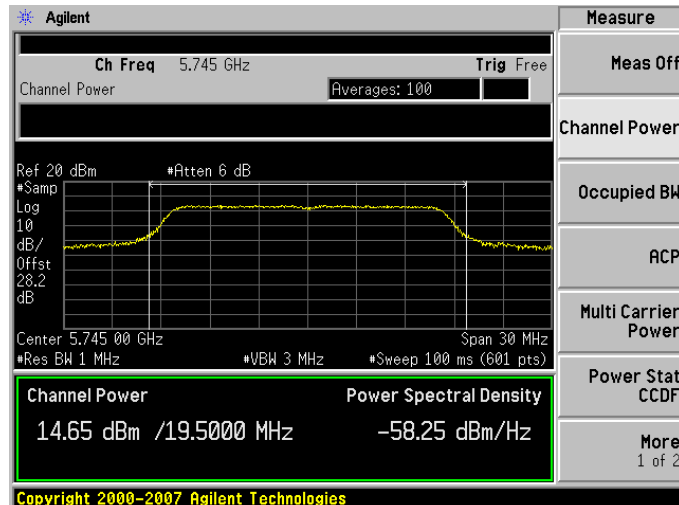 Agilent
Ch Freq 5.745 GHz Trig Free
Channel Power Averages: 100
Ref 20 dBm #Atten 6 dB
#Samp
Log
10
dB/
Offst
28.2
dB
Center 5.745 00 GHz Span 30 MHz
#Res BW 1 MHz #VBW 3 MHz #Sweep 100 ms (601 pts)
Channel Power Power Spectral Density
14.65 dBm /19.5000 MHz -58.25 dBm/Hz
Copyright 2000-2007 Agilent Technologies
Measure
Meas Off
Channel Power
Occupied BW
ACP
Multi Carrier
Power
Power Stat
CCDF
More
1 of 2